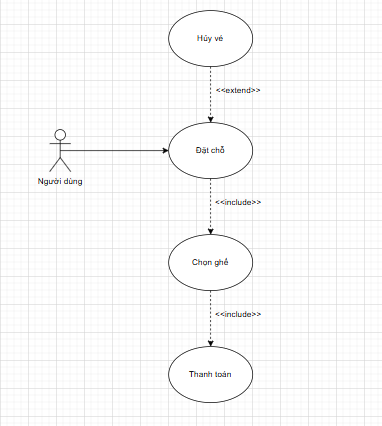 Hủy vé
<<extend>>
Đặt chỗ
Người dùng
<<include>>
Chọn ghế
<<include>>
Thanh toán